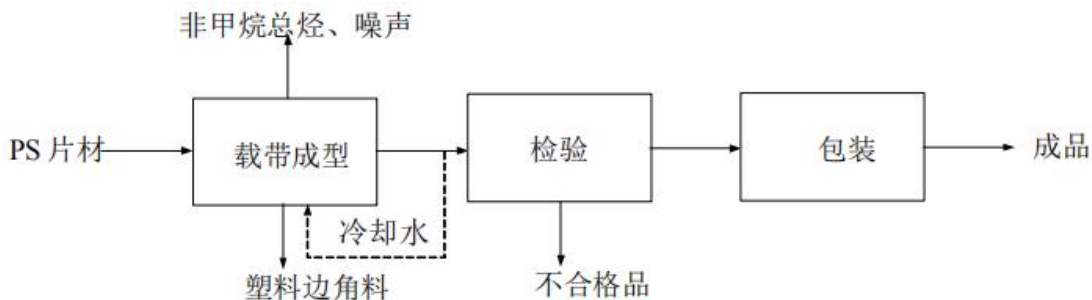 非甲烷总烃、噪声
PS 片材
载带成型
检验
包装
成品
冷却水
塑料边角料
不合格品